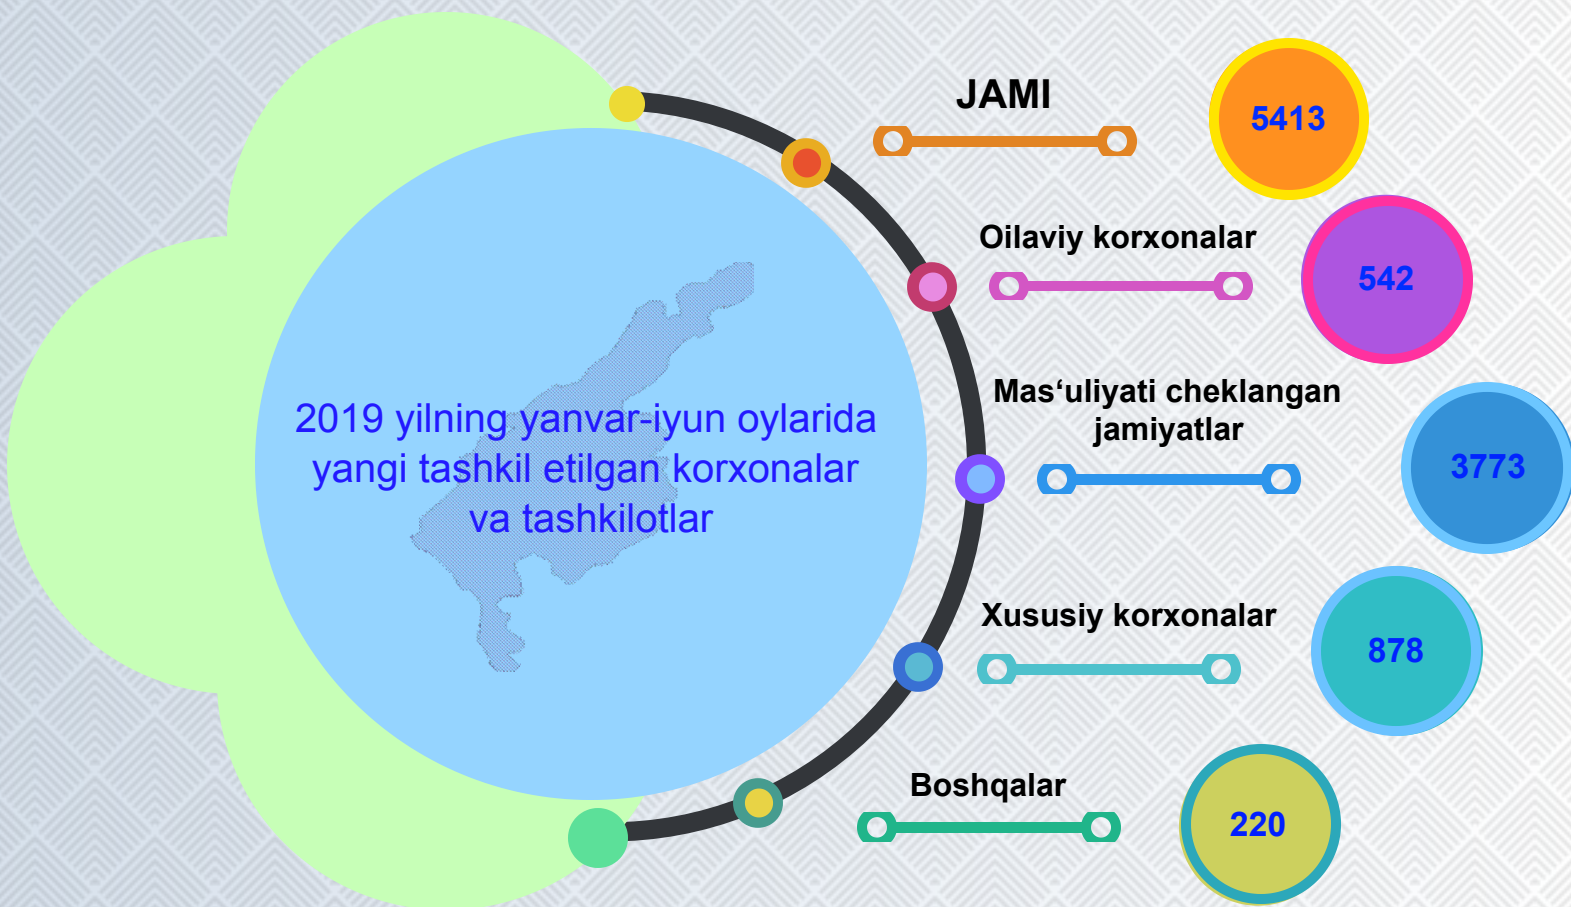 2019 yilning yanvar-iyun oylarida
yangi tashkil etilgan korxonalar
va tashkilotlar
JAMI
5413
Oilaviy korxonalar
542
Mas‘uliyati cheklangan
jamiyatlar
3773
Xususiy korxonalar
878
Boshqalar
220